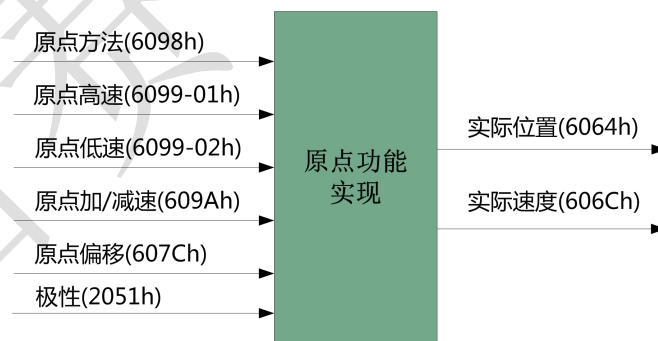 原点方法(6098h)
原点高速(6099-01h)
原点低速(6099-02h)
原点加/减速(609Ah)
原点偏移(607Ch)
极性(2051h)
原点功能
实现
实际位置(6064h)
实际速度(606Ch)